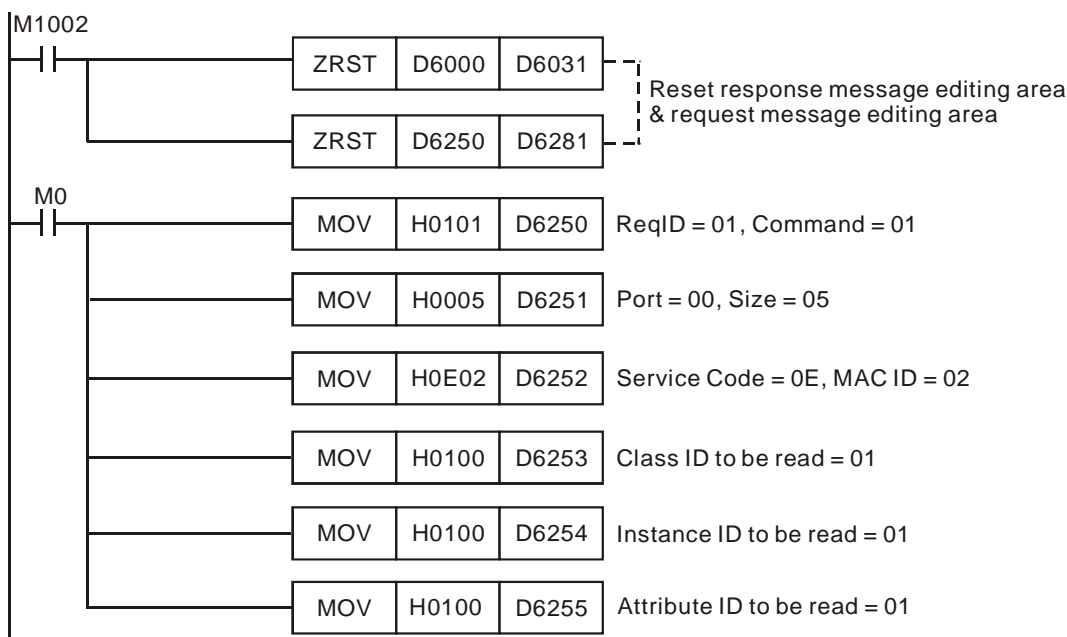 M1002
ZRST D6000 D6031
Reset response message editing area
& request message editing area
ZRST D6250 D6281
M0
MOV H0101 D6250 ReqID = 01, Command = 01
MOV H0005 D6251 Port = 00, Size = 05
MOV H0E02 D6252 Service Code = 0E, MAC ID = 02
MOV H0100 D6253 Class ID to be read = 01
MOV H0100 D6254 Instance ID to be read = 01
MOV H0100 D6255 Attribute ID to be read = 01